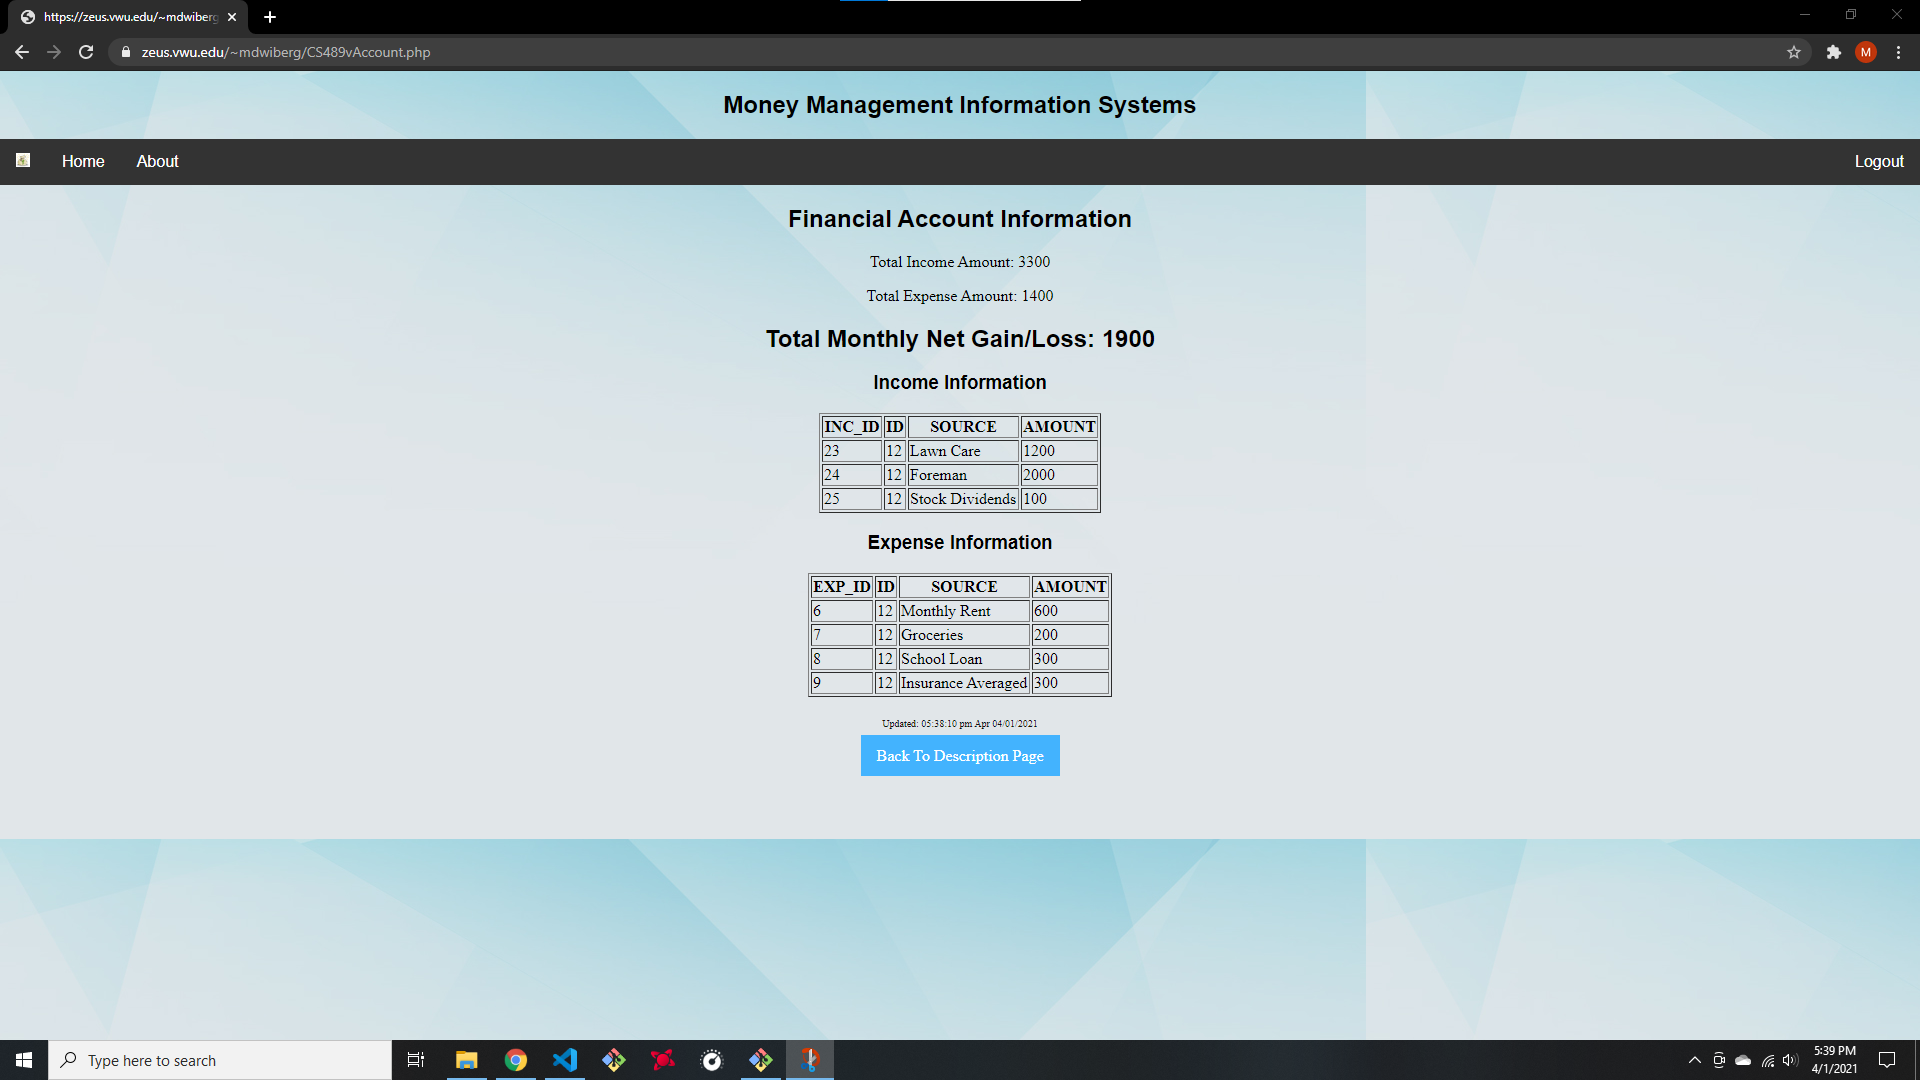 https://zeus.vwu.edu/~mdwiberg
zeus.vwu.edu/~mdwiberg/CS489vAccount.php
M
Money Management Information Systems
Home About Logout
Financial Account Information
Total Income Amount: 3300
Total Expense Amount: 1400
Total Monthly Net Gain/Loss: 1900
Income Information
INC_ID ID SOURCE AMOUNT
23 12 Lawn Care 1200
24 12 Foreman 2000
25 12 Stock Dividends 100
Expense Information
EXP_ID ID SOURCE AMOUNT
6 12 Monthly Rent 600
7 12 Groceries 200
8 12 School Loan 300
9 12 Insurance Averaged 300
Updated: 05:38:10 pm Apr 04/01/2021
Back To Description Page
Type here to search
5:39 PM
4/1/2021